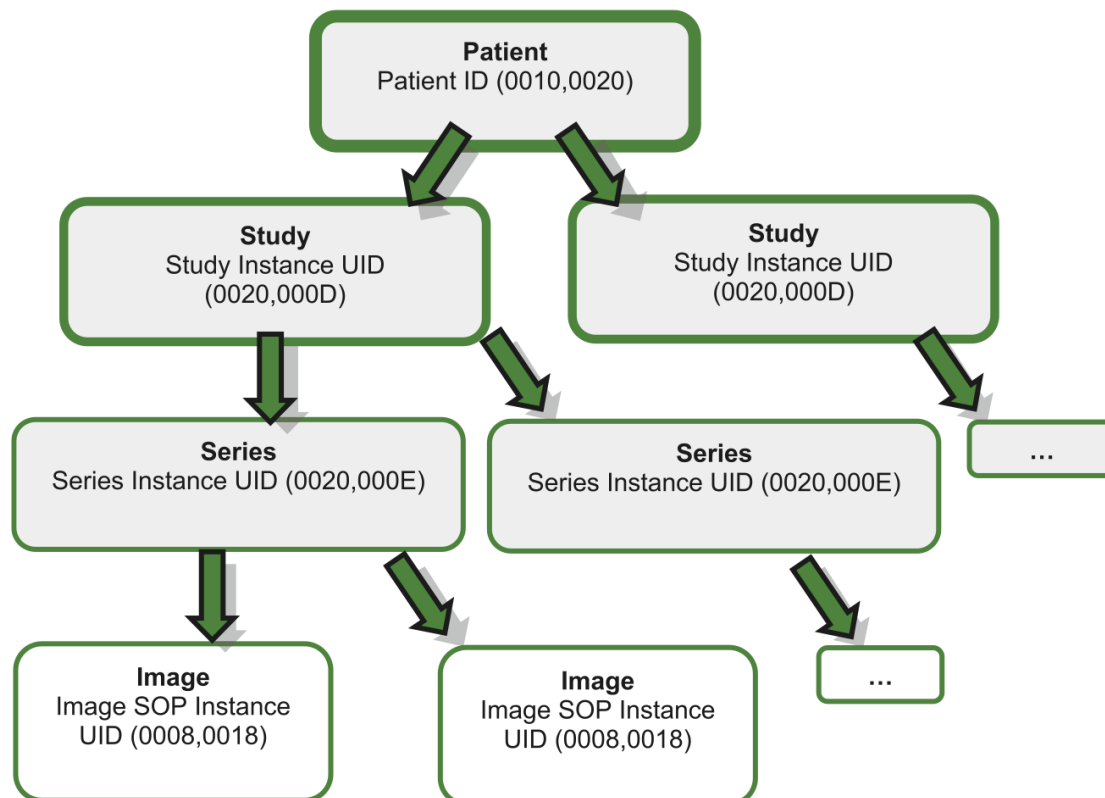 Patient
Patient ID (0010,0020)
Study
Study Instance UID
(0020,000D)
Study
Study Instance UID
(0020,000D)
Series
Series Instance UID (0020,000E)
Series
Series Instance UID (0020,000E)
...
Image
Image SOP Instance
UID (0008,0018)
Image
Image SOP Instance
UID (0008,0018)
...